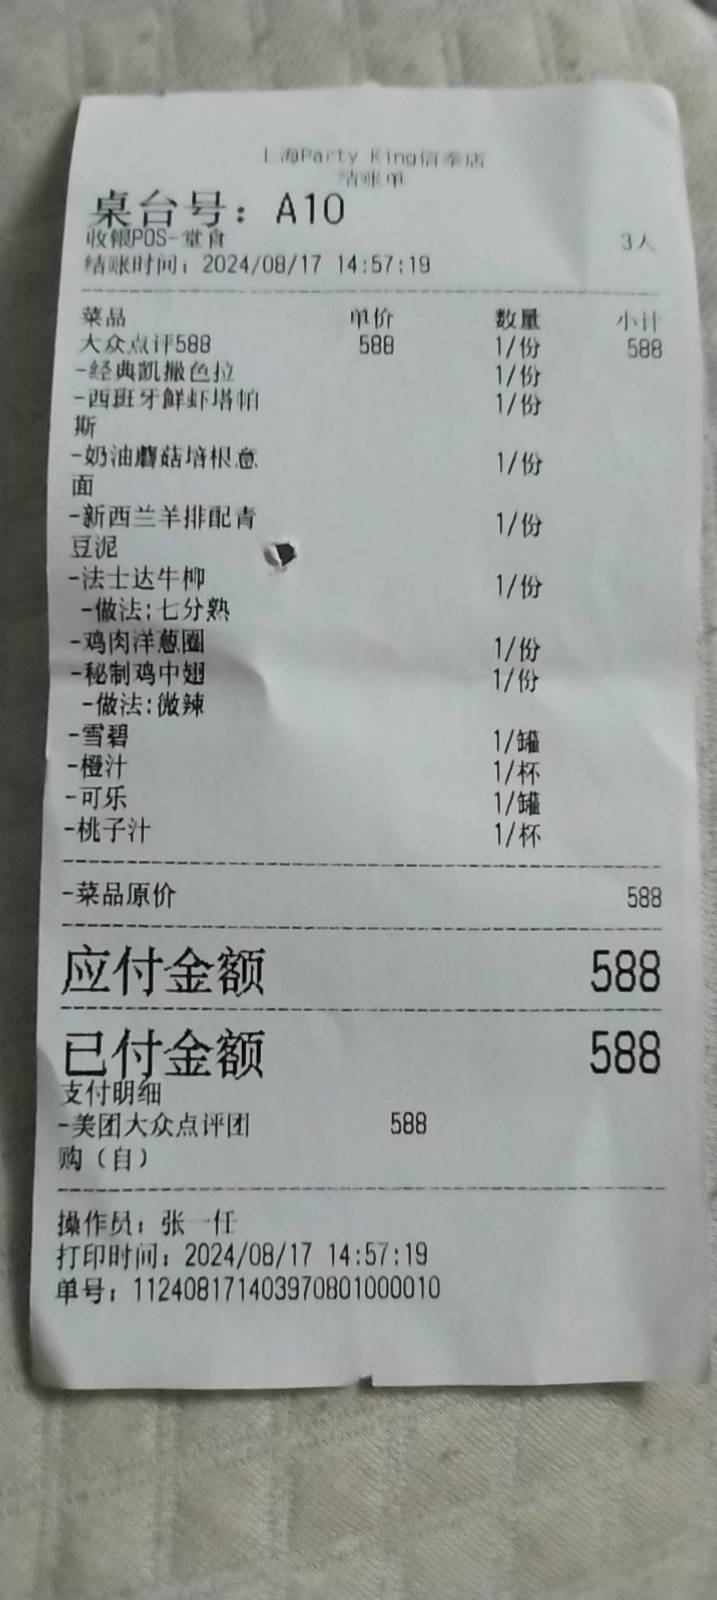 上海Party King信泰店
结账单
桌台号：A10
收银POS-堂食 3人
结账时间：2024/08/17 14:57:19
菜品 单价 数量 小计
大众点评588 588 1/份 588
-经典凯撒色拉 1/份
-西班牙鲜虾塔帕 1/份
斯
-奶油蘑菇培根意 1/份
面
-新西兰羊排配青 1/份
豆泥
-法士达牛柳 1/份
-做法:七分熟
-鸡肉洋葱圈 1/份
-秘制鸡中翅 1/份
-做法:微辣
-雪碧 1/罐
-橙汁 1/杯
-可乐 1/罐
-桃子汁 1/杯
-菜品原价 588
应付金额 588
已付金额 588
支付明细
-美团大众点评团 588
购（自）
操作员：张一任
打印时间：2024/08/17 14:57:19
单号：1124081714039708010000010